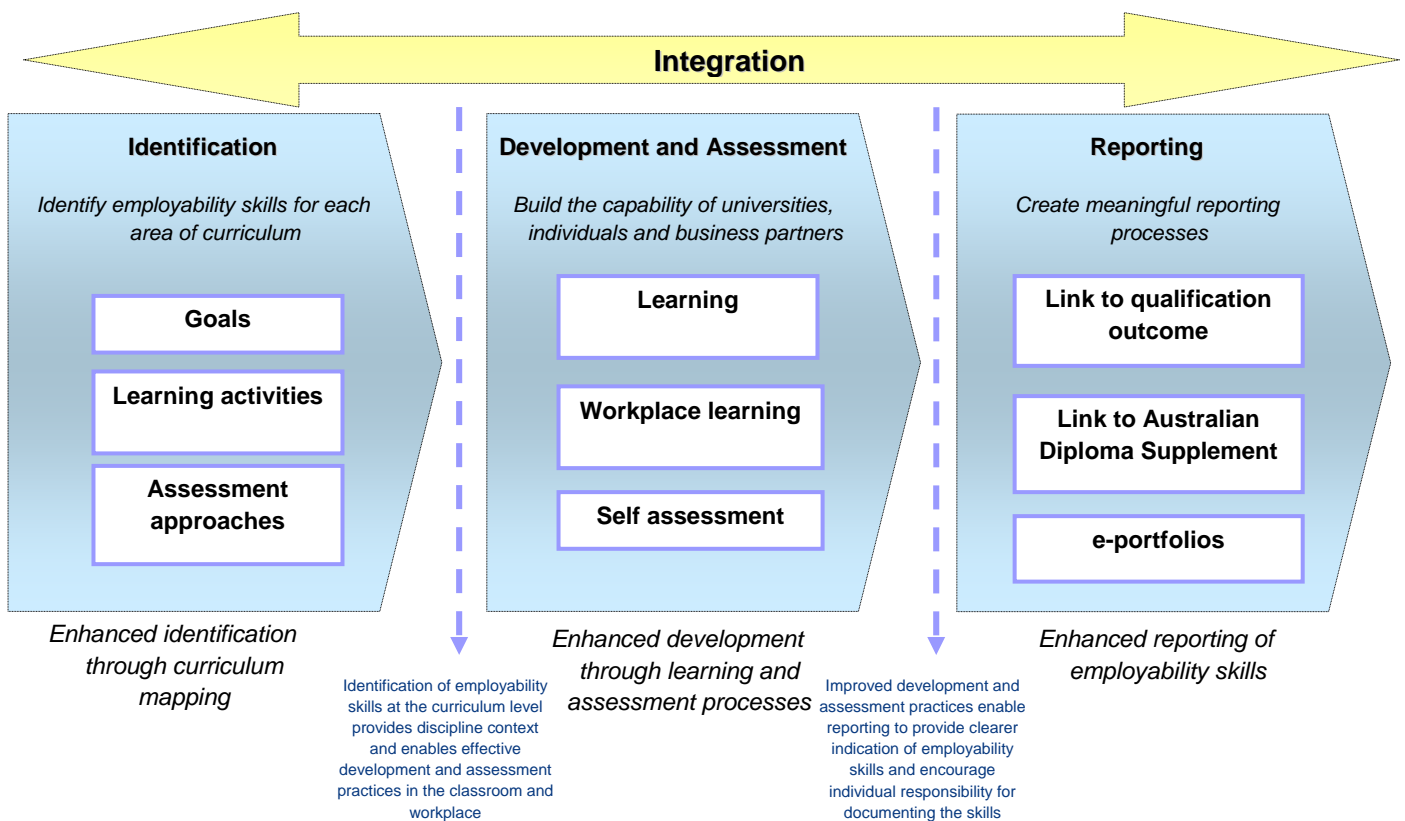 Integration
Identification
Identify employability skills for each
area of curriculum
Goals
Learning activities
Assessment
approaches
Enhanced identification
through curriculum
mapping
Identification of employability
skills at the curriculum level
provides discipline context
and enables effective
development and assessment
practices in the classroom and
workplace
Development and Assessment
Build the capability of universities,
individuals and business partners
Learning
Workplace learning
Self assessment
Enhanced development
through learning and
assessment processes
Improved development and
assessment practices enable
reporting to provide clearer
indication of employability
skills and encourage
individual responsibility for
documenting the skills
Reporting
Create meaningful reporting
processes
Link to qualification
outcome
Link to Australian
Diploma Supplement
e-portfolios
Enhanced reporting of
employability skills